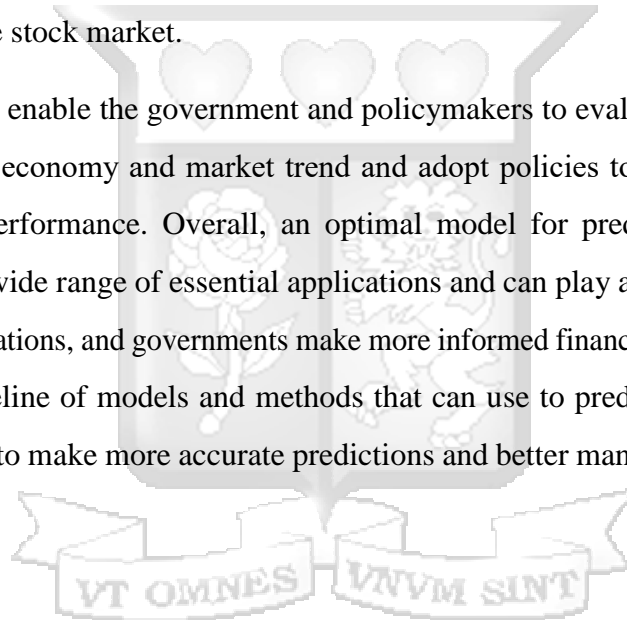 e stock market.
enable the government and policymakers to eval
economy and market trend and adopt policies to
erformance. Overall, an optimal model for pred
vide range of essential applications and can play a
ations, and governments make more informed financ
eline of models and methods that can use to pred
to make more accurate predictions and better man
VT OMNES VNVM SINT